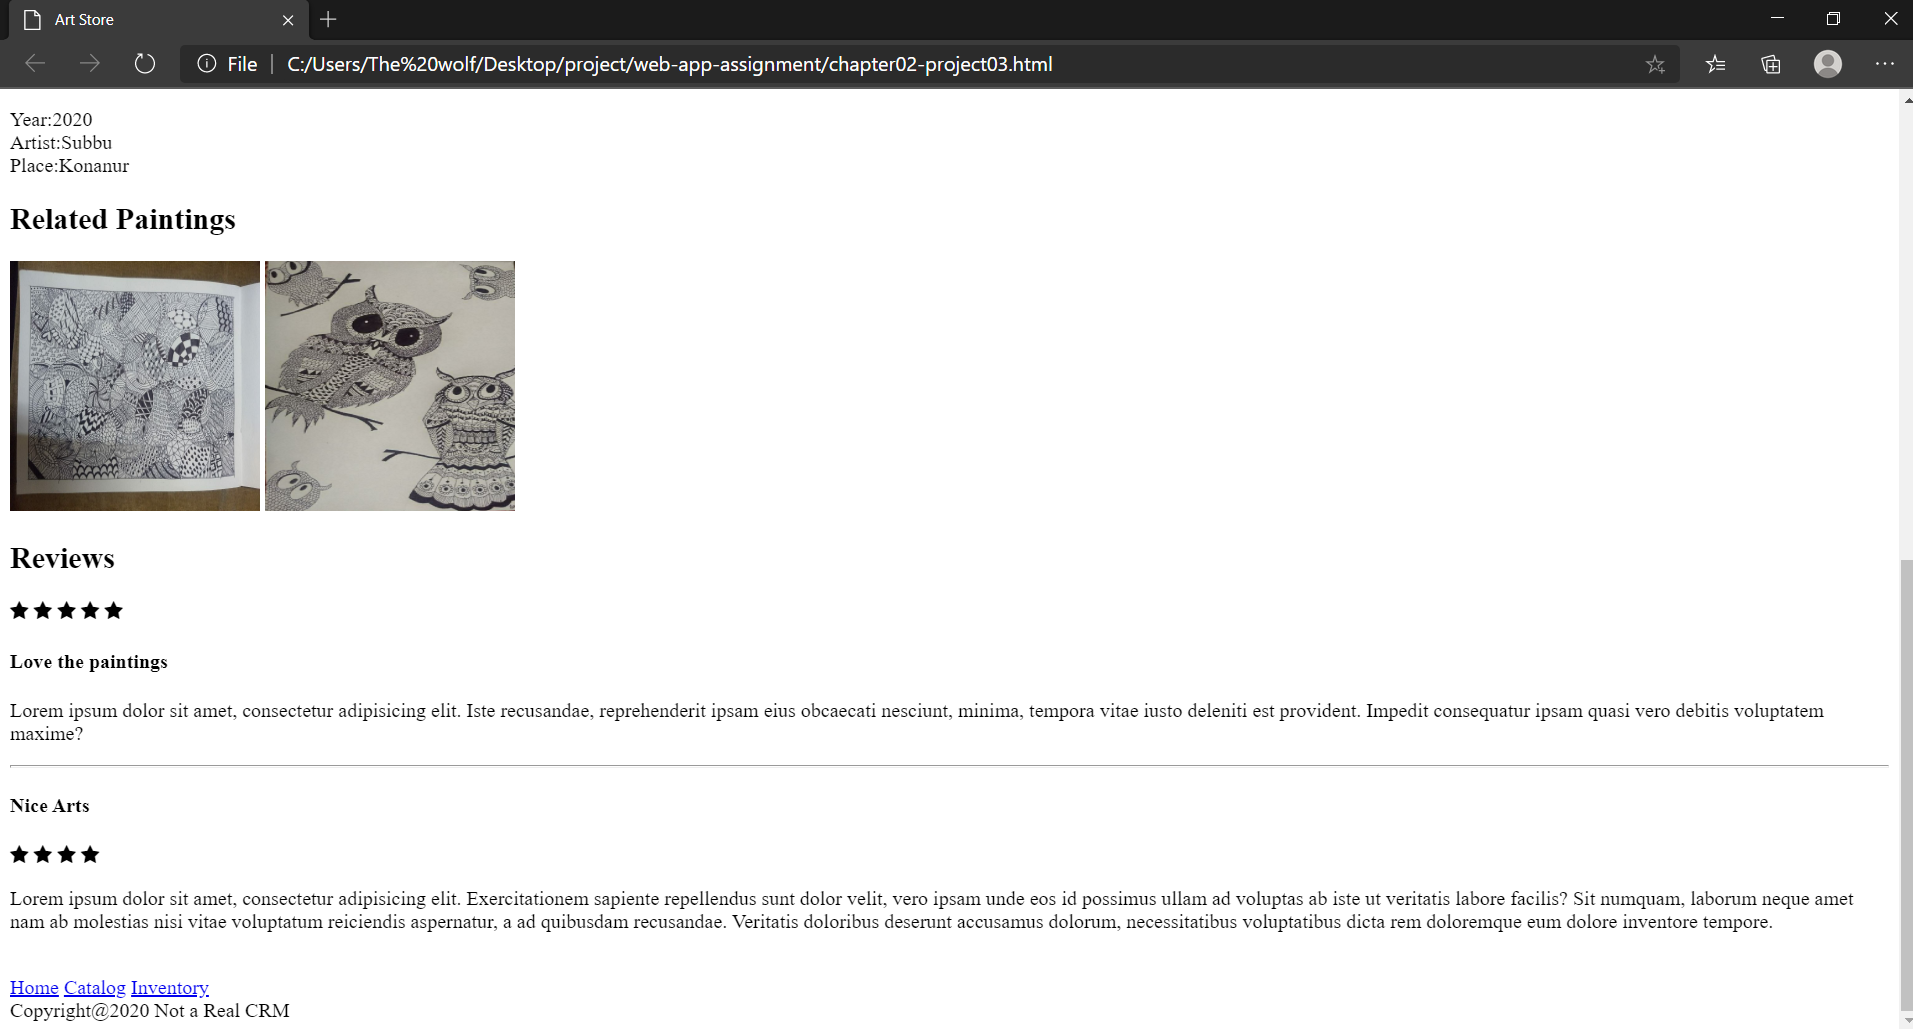 Art Store
File
C:/Users/The%20wolf/Desktop/project/web-app-assignment/chapter02-project03.html
Year:2020
Artist:Subbu
Place:Konanur
Related Paintings
Reviews
★★★★★
Love the paintings
Lorem ipsum dolor sit amet, consectetur adipisicing elit. Iste recusandae, reprehenderit ipsam eius obcaecati nesciunt, minima, tempora vitae iusto deleniti est provident. Impedit consequatur ipsam quasi vero debitis voluptatem
maxime?
Nice Arts
★★★★
Lorem ipsum dolor sit amet, consectetur adipisicing elit. Exercitationem sapiente repellendus sunt dolor velit, vero ipsam unde eos id possimus ullam ad voluptas ab iste ut veritatis labore facilis? Sit numquam, laborum neque amet
nam ab molestias nisi vitae voluptatum reiciendis aspernatur, a ad quibusdam recusandae. Veritatis doloribus deserunt accusamus dolorum, necessitatibus voluptatibus dicta rem doloremque eum dolore inventore tempore.
Home Catalog Inventory
Copyright@2020 Not a Real CRM